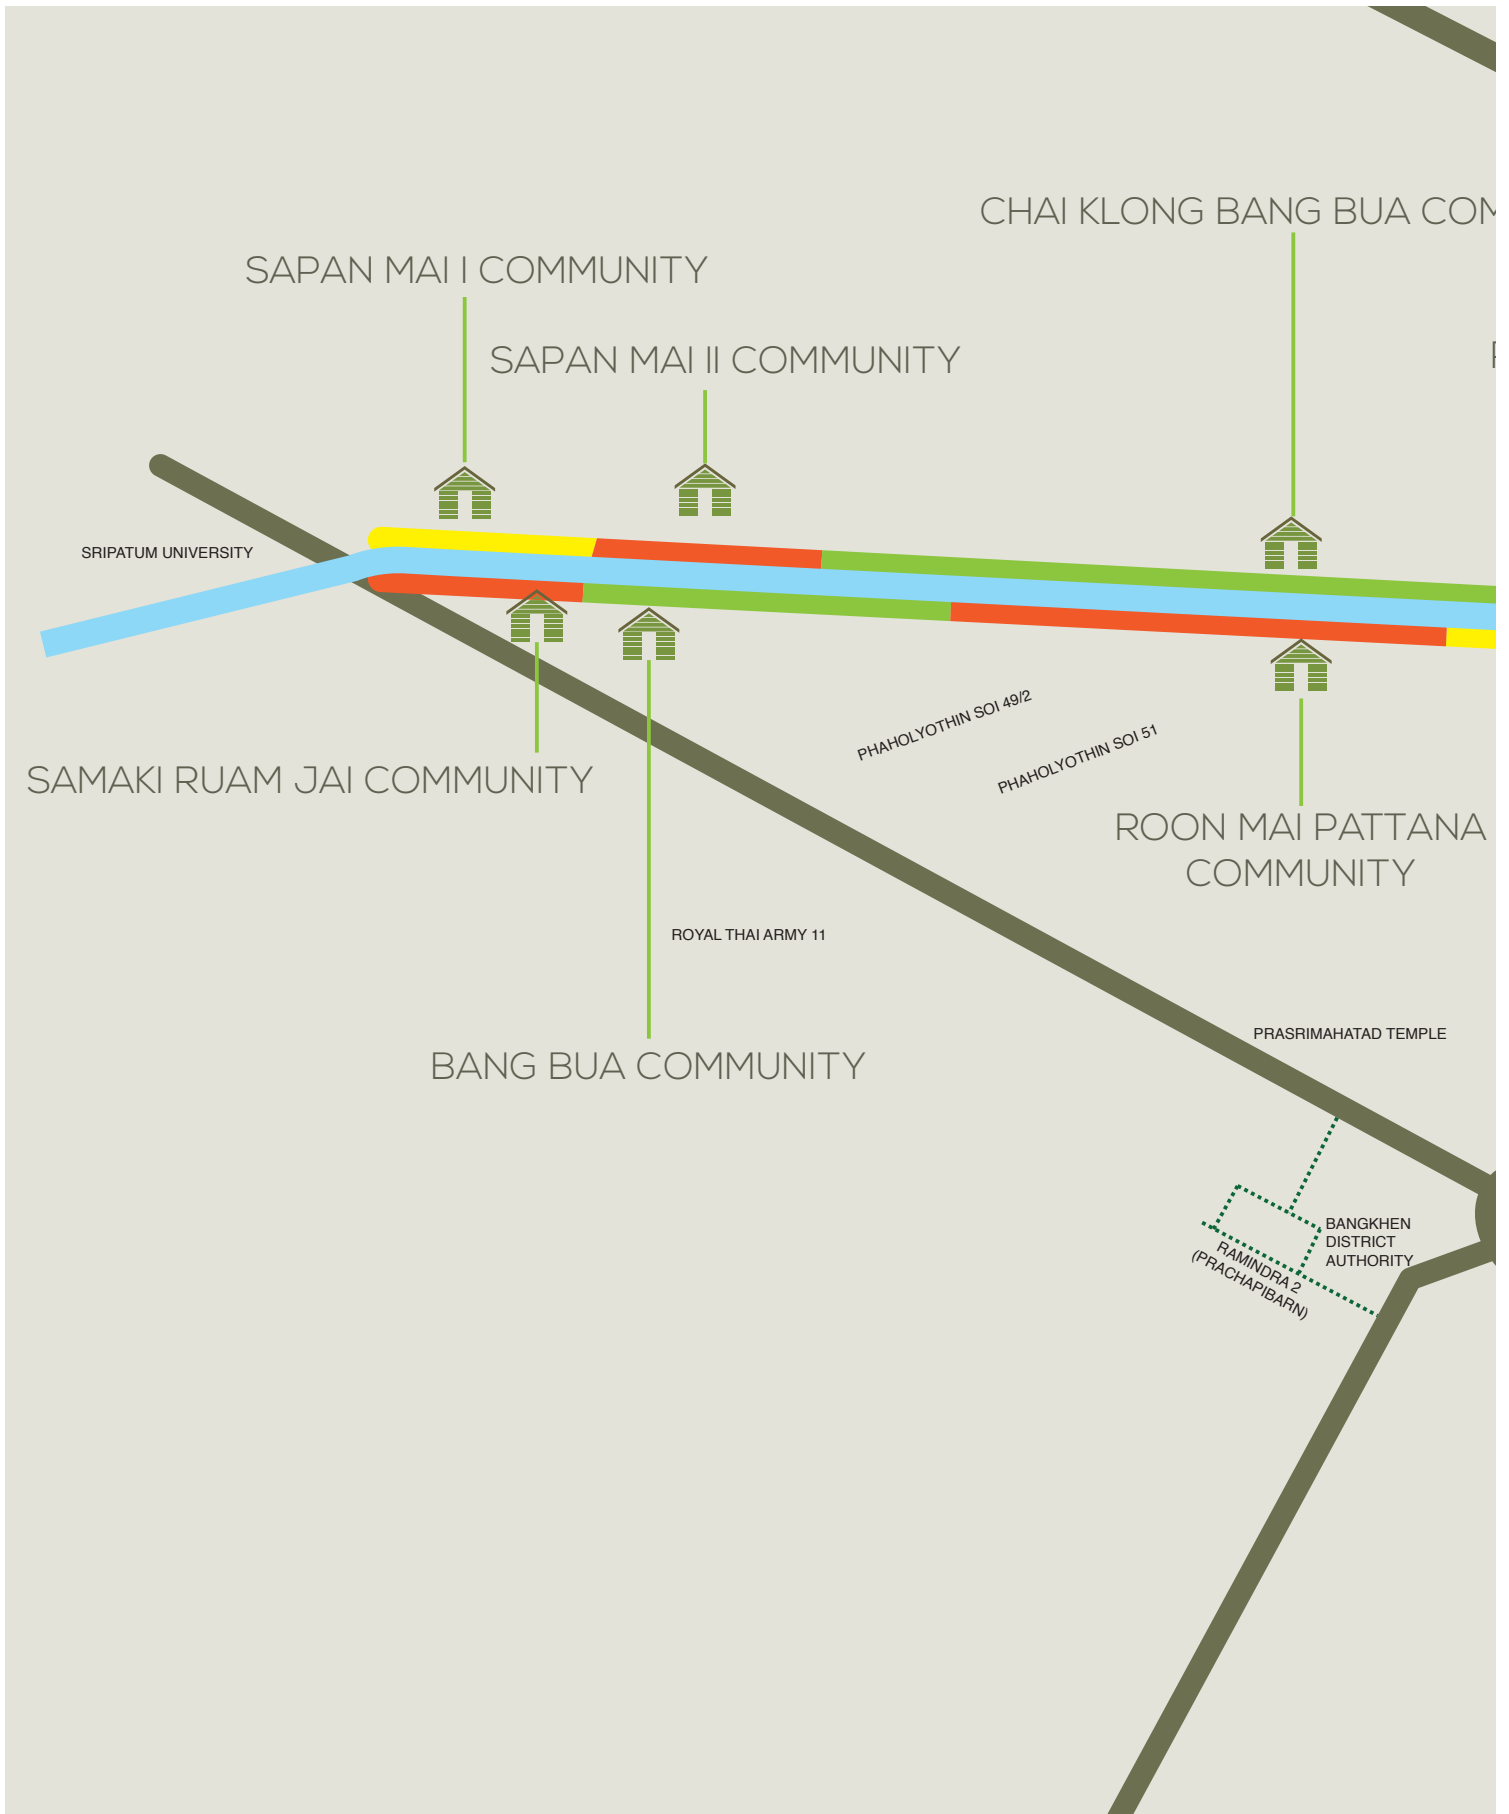 CHAI KLONG BANG BUA
SAPAN MAI I COMMUNITY
SAPAN MAI II COMMUNITY
SRIPATUM UNIVERSITY
PHAHOLYOTHIN SOI 49/2
PHAHOLYOTHIN SOI 51
SAMAKI RUAM JAI COMMUNITY
ROON MAI PATTANA
COMMUNITY
ROYAL THAI ARMY 11
PRASRIMAHATAD TEMPLE
BANG BUA COMMUNITY
BANGKHEN
DISTRICT
AUTHORITY
RAMINDRA 2
(PRACHAPIBARN)